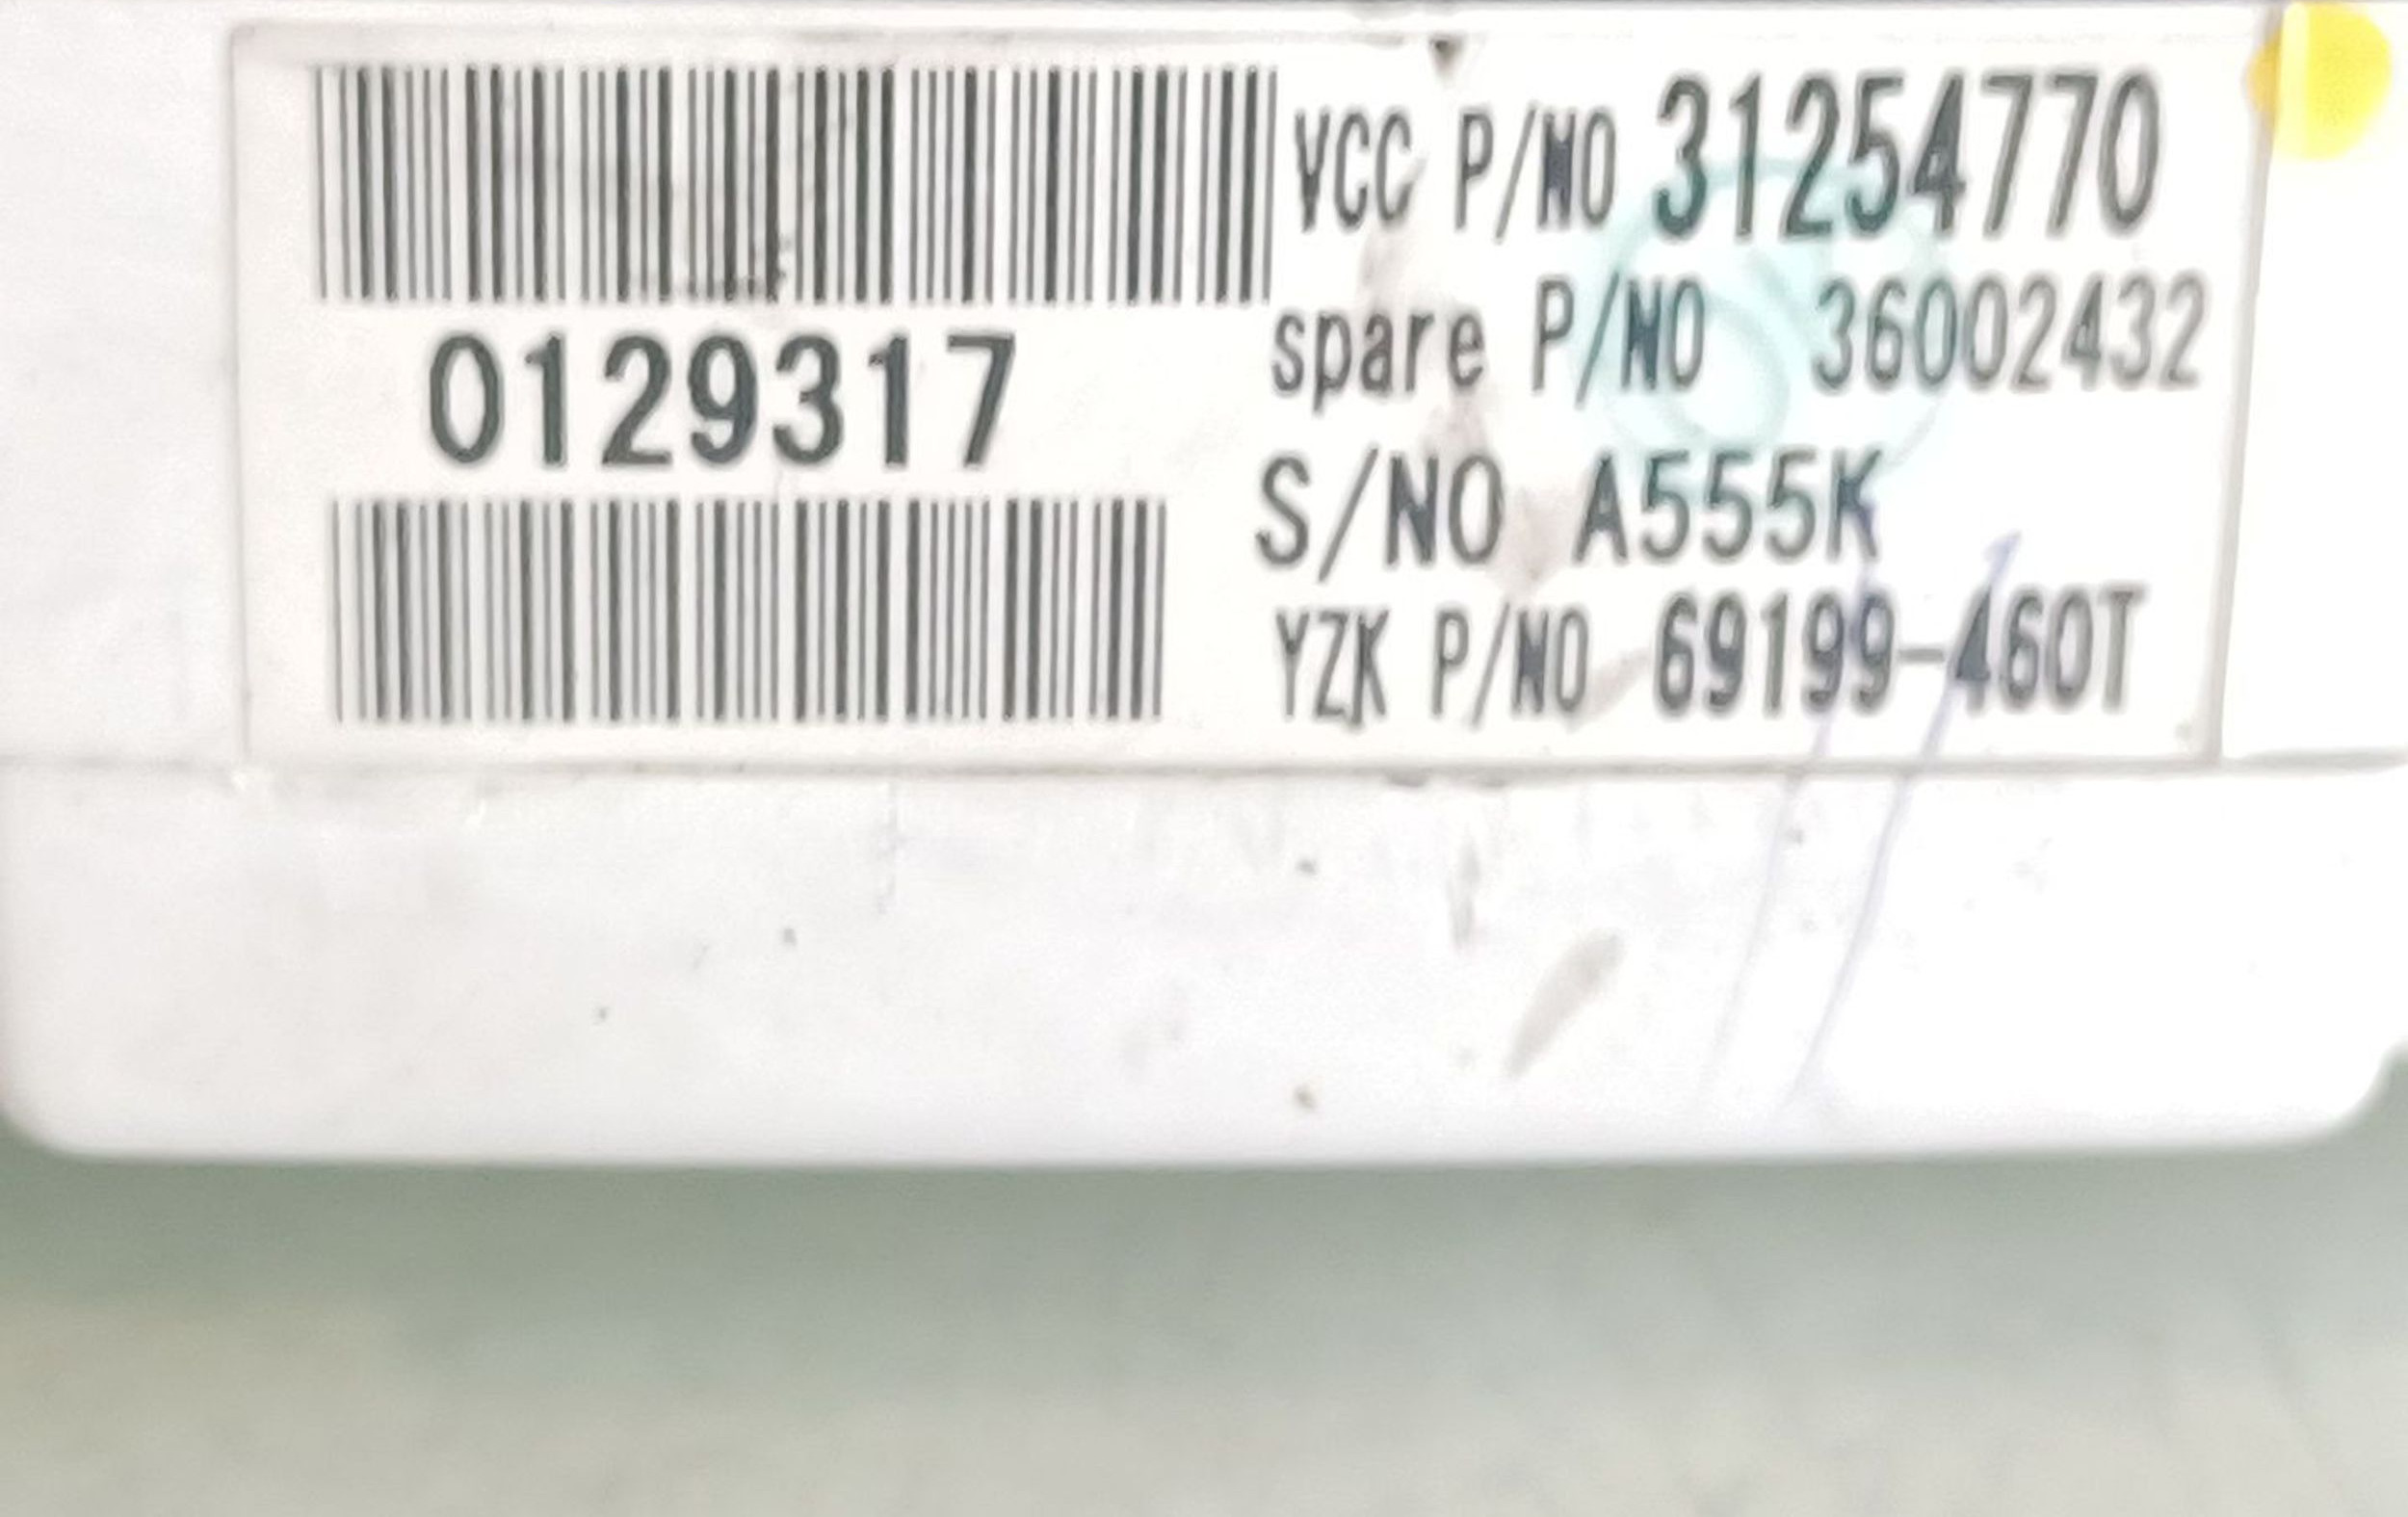 0129317
VCC P/NO 31254770
spare P/NO 36002432
S/NO A555K
YZK P/NO 69199-460T